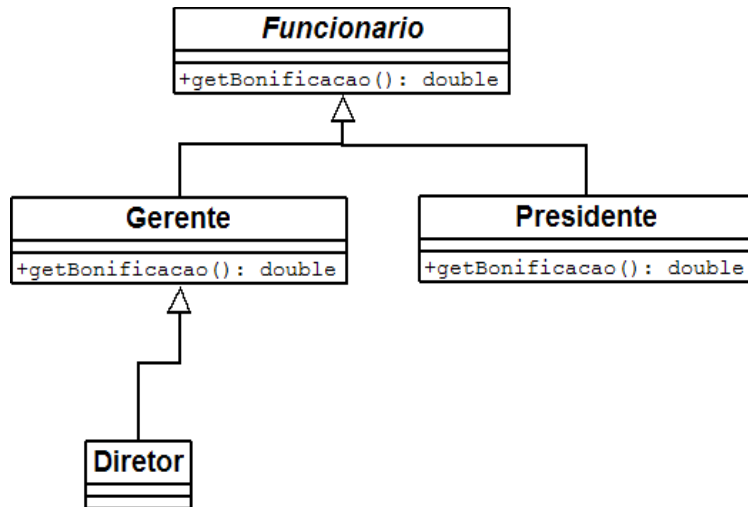 Funcionario
+getBonificacao(): double
Gerente
+getBonificacao(): double
Presidente
+getBonificacao(): double
Diretor